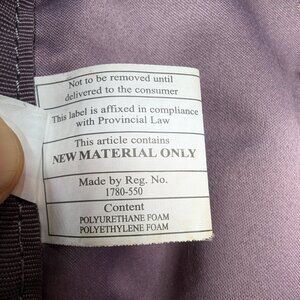 Not to be removed until
delivered to the consumer
This label is affixed in compliance
with Provincial Law
This article contains
NEW MATERIAL ONLY
Made by Reg. No.
1780-550
Content
POLYURETHANE FOAM
POLYETHYLENE FOAM